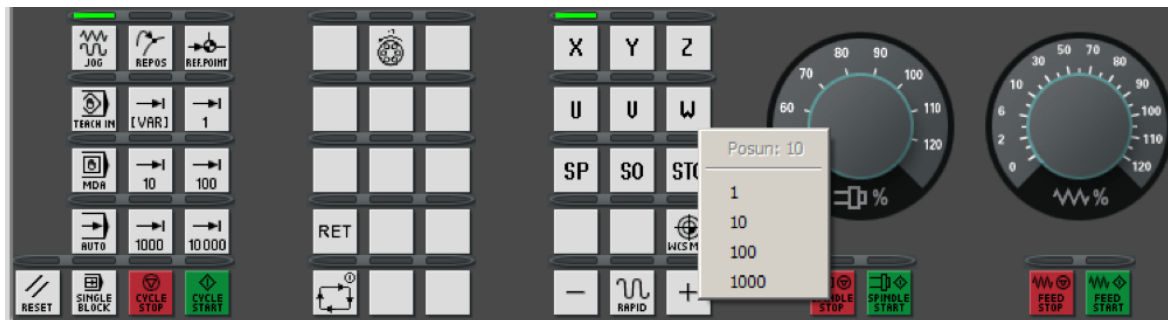 JOG
REPOS
REF.POINT
X
Y
Z
TEACH IN
[VAR]
1
U
V
W
MDA
10
100
SP
SO
AUTO
1000
10 000
RET
WCS M
RESET
SINGLE
BLOCK
CYCLE
STOP
CYCLE
START
−
RAPID
+
Posun: 10
1
10
100
1000
60
70
80
90
100
110
120
%
STOP
SPINDLE
START
0
2
6
10
30
50
70
80
90
100
110
120
%
FEED
STOP
FEED
START